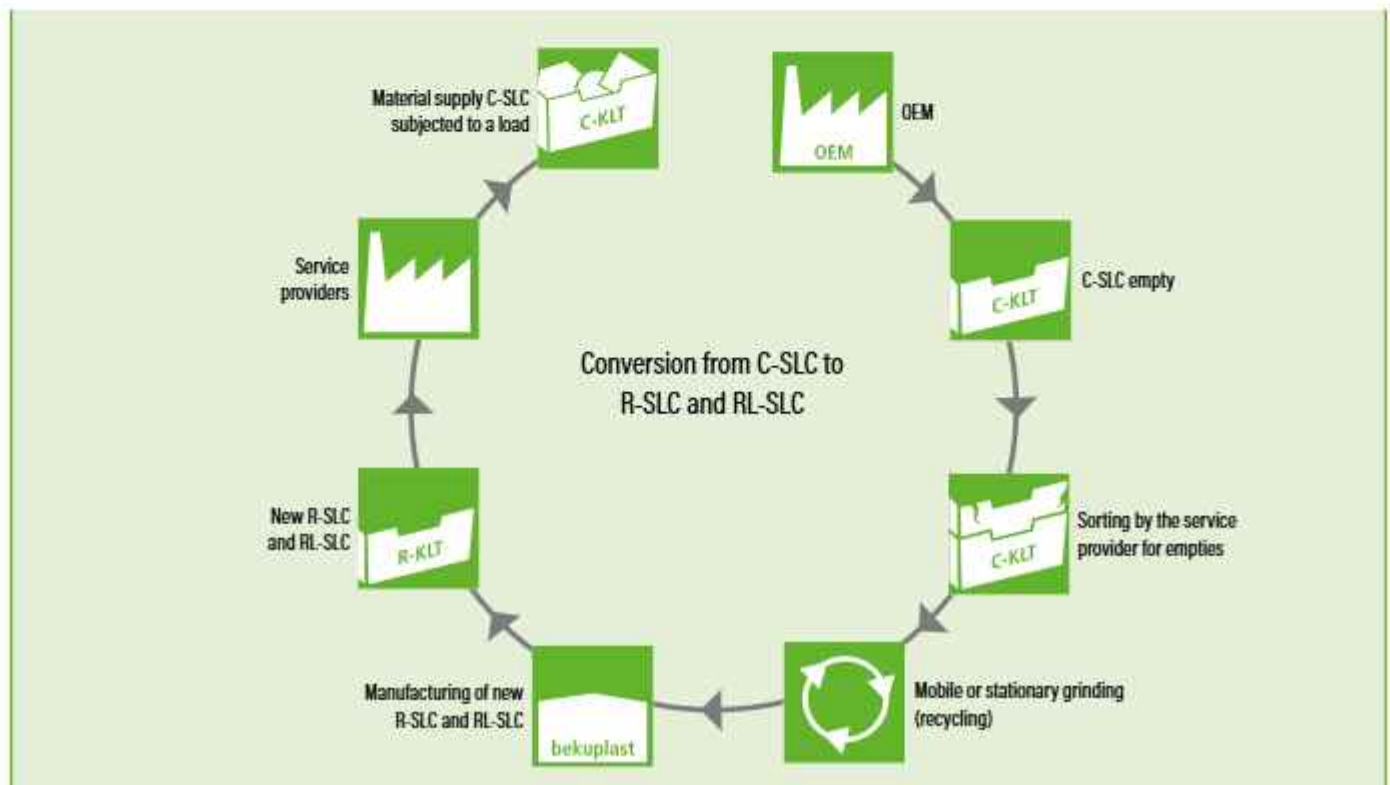 Material supply C-SLC
subjected to a load
C-KLT
OEM
OEM
Service
providers
C-KLT
C-SLC empty
Conversion from C-SLC to
R-SLC and RL-SLC
New R-SLC
and RL-SLC
R-KLT
C-KLT
Sorting by the service
provider for empties
Manufacturing of new
R-SLC and RL-SLC
bekuplast
Mobile or stationary grinding
(recycling)